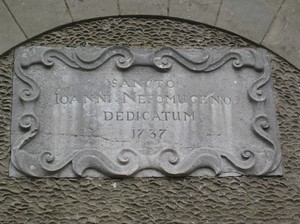 SANCTO
IOANNI NEPOMUCENO
DEDICATUM
1737